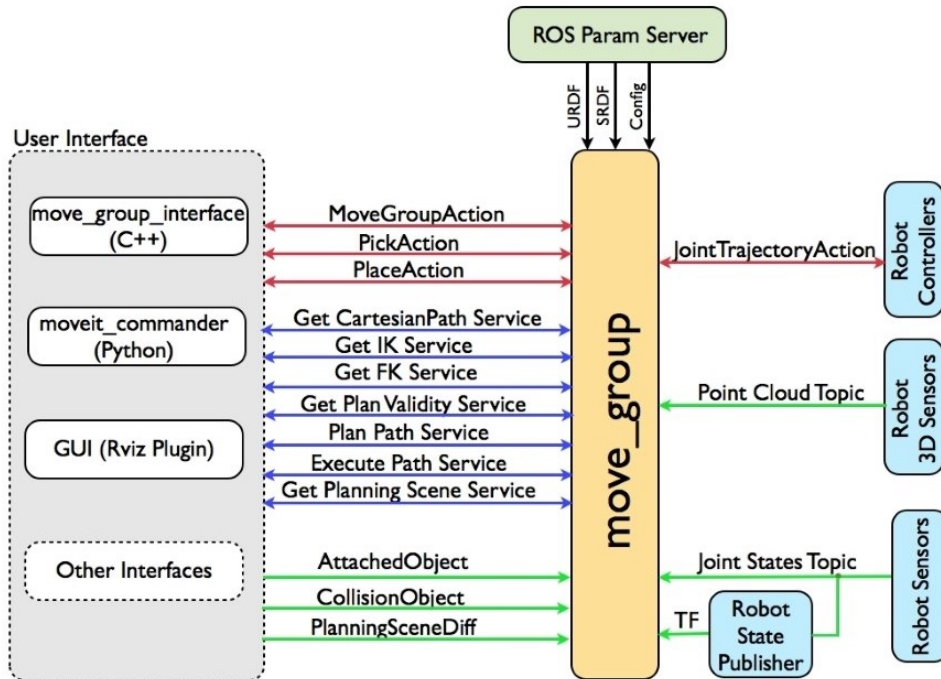 ROS Param Server
URDF
SRDF
Config
User Interface
move_group_interface
(C++)
moveit_commander
(Python)
GUI (Rviz Plugin)
Other Interfaces
MoveGroupAction
PickAction
PlaceAction
Get CartesianPath Service
Get IK Service
Get FK Service
Get Plan Validity Service
Plan Path Service
Execute Path Service
Get Planning Scene Service
AttachedObject
CollisionObject
PlanningSceneDiff
move_group
JointTrajectoryAction
Robot
Controllers
Point Cloud Topic
Robot
3D Sensors
Joint States Topic
Robot Sensors
TF
Robot
State
Publisher